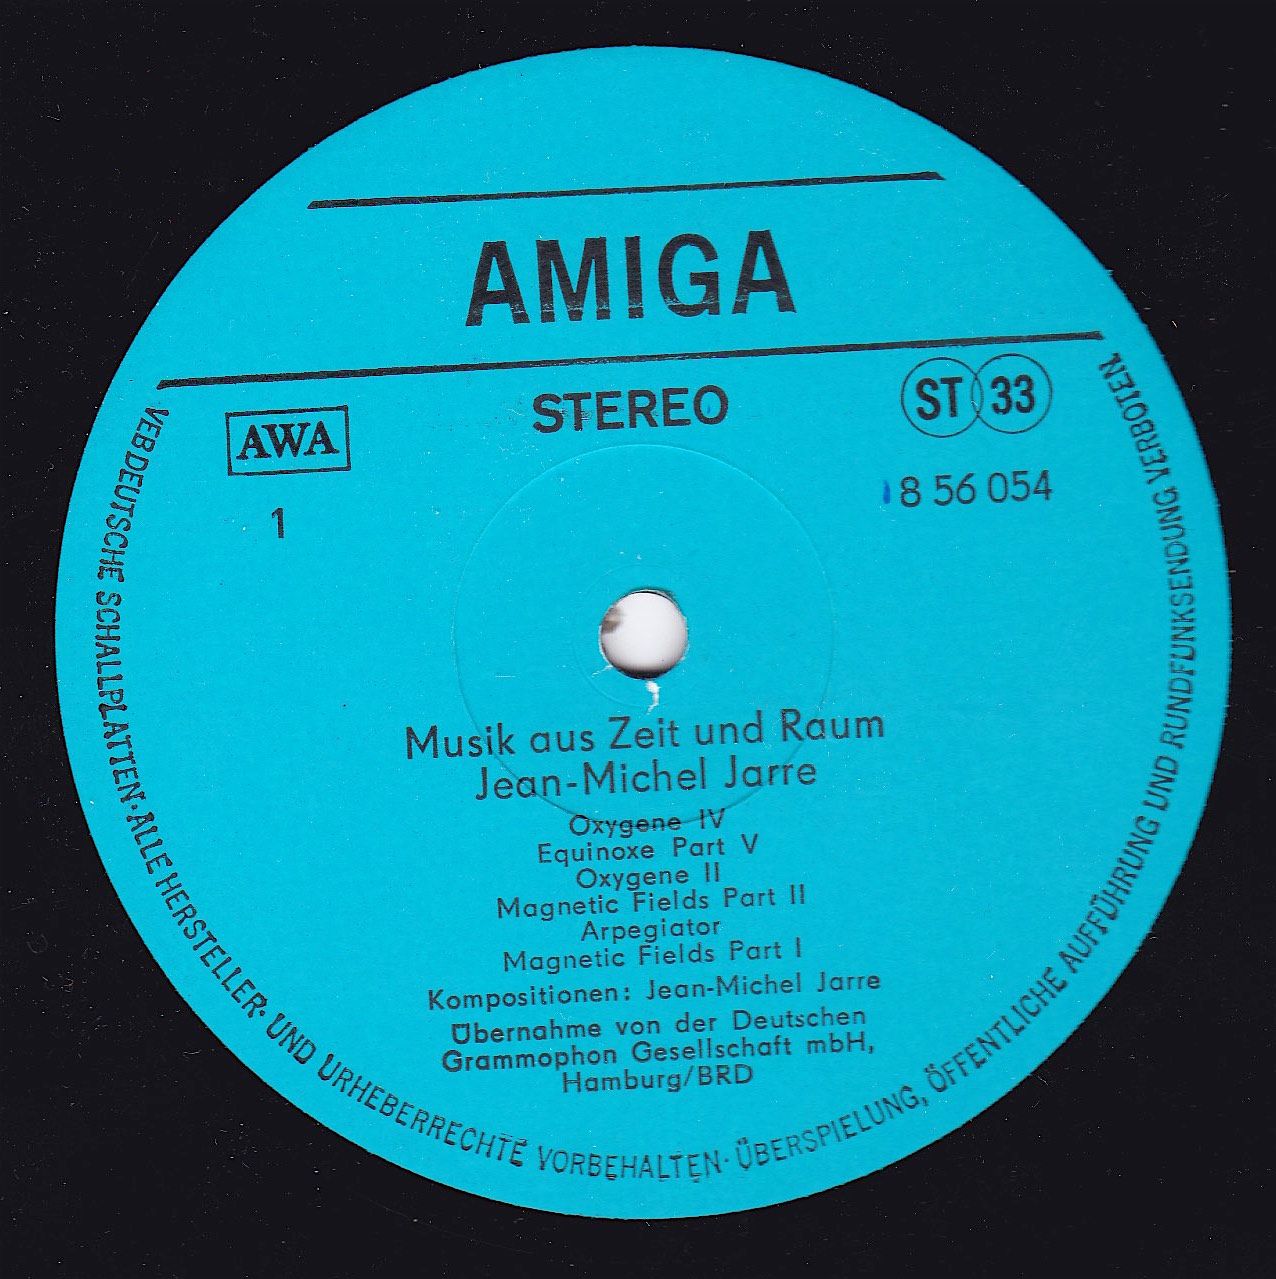 AMIGA
STEREO
AWA
ST 33
8 56 054
1
Musik aus Zeit und Raum
Jean-Michel Jarre
Oxygene IV
Equinoxe Part V
Oxygene II
Magnetic Fields Part II
Arpegiator
Magnetic Fields Part I
Kompositionen: Jean-Michel Jarre
Übernahme von der Deutschen
Grammophon Gesellschaft mbH,
Hamburg/BRD
VEB DEUTSCHE SCHALLPLATTEN · ALLE HERSTELLER- UND URHEBERRECHTE VORBEHALTEN · ÜBERSPIELUNG, ÖFFENTLICHE AUFFÜHRUNG UND RUNDFUNKSENDUNG VERBOTEN